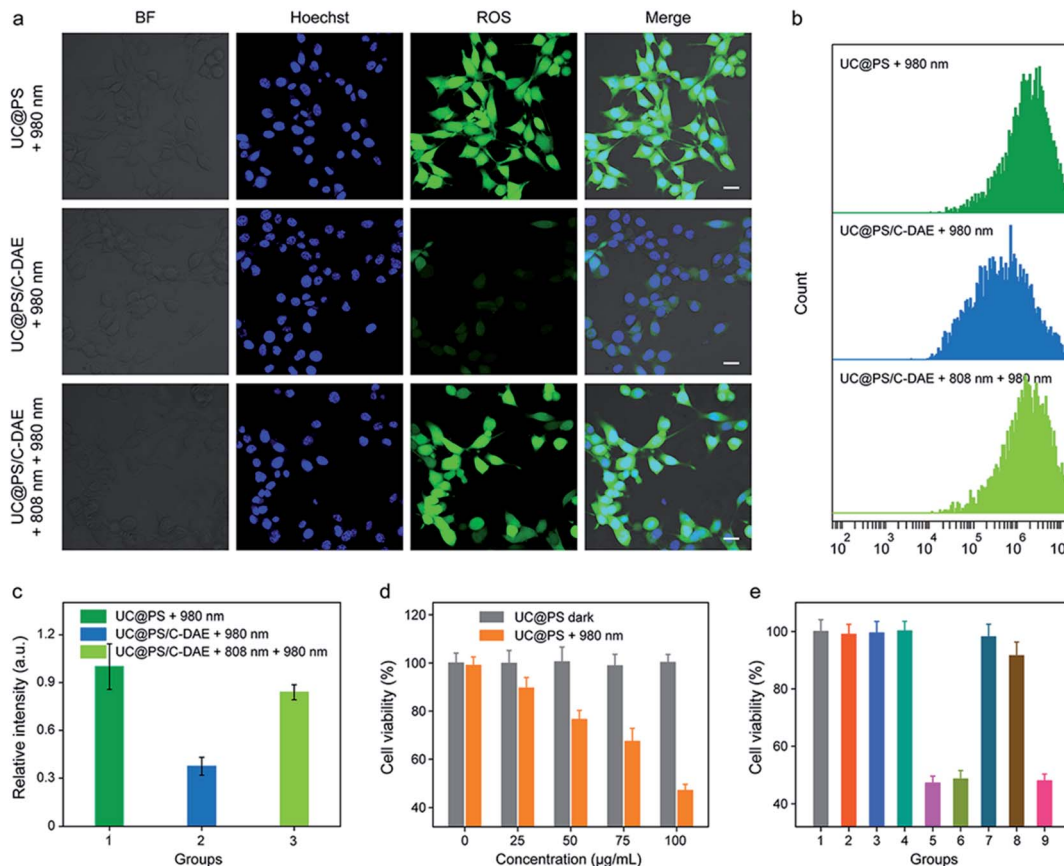 a
BF Hoechst ROS Merge
UC@PS
+ 980 nm
UC@PS/C-DAE
+ 980 nm
UC@PS/C-DAE
+ 808 nm + 980 nm
b
UC@PS + 980 nm
UC@PS/C-DAE + 980 nm
UC@PS/C-DAE + 808 nm + 980 nm
Count
10² 10³ 10⁴ 10⁵ 10⁶
c
UC@PS + 980 nm
UC@PS/C-DAE + 980 nm
UC@PS/C-DAE + 808 nm + 980 nm
Relative intensity (a.u.)
1.2
0.9
0.6
0.3
0.0
1 2 3
Groups
d
UC@PS dark
UC@PS + 980 nm
Cell viability (%)
120
100
80
60
40
0 25 50 75 100
Concentration (µg/mL)
e
Cell viability (%)
120
100
80
60
40
1 2 3 4 5 6 7 8 9
Groups